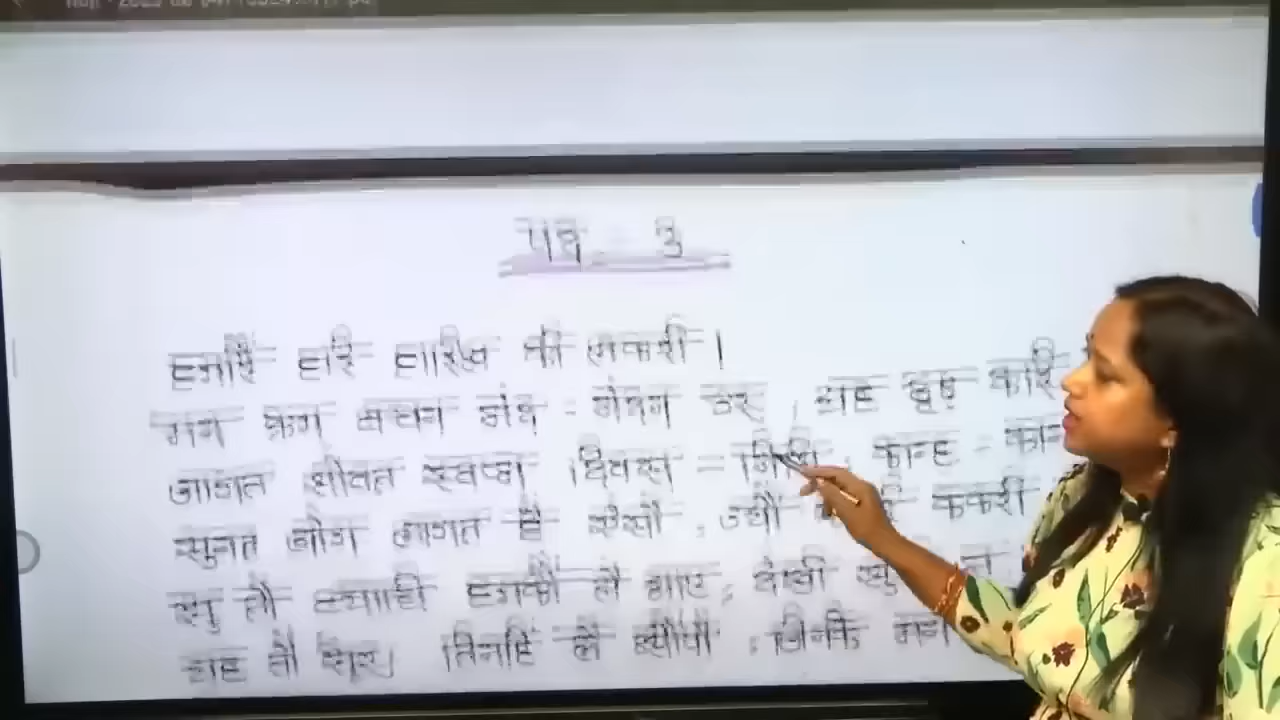 पद - 3
हमारैं हरि हारिल की लकरी।
मन क्रम बचन नंद - नंदन उर, यह दृढ़ करि
जागत सोवत स्वप्न दिवस - निसि, कान्ह - कान
सुनत जोग लागत है ऐसौ, ज्यौं ककरी
सु तौ ब्याधि हमकौं लै आए, देखी सु
यह तौ सूर। तिनहिं लै सौंपौ, जिनके मन